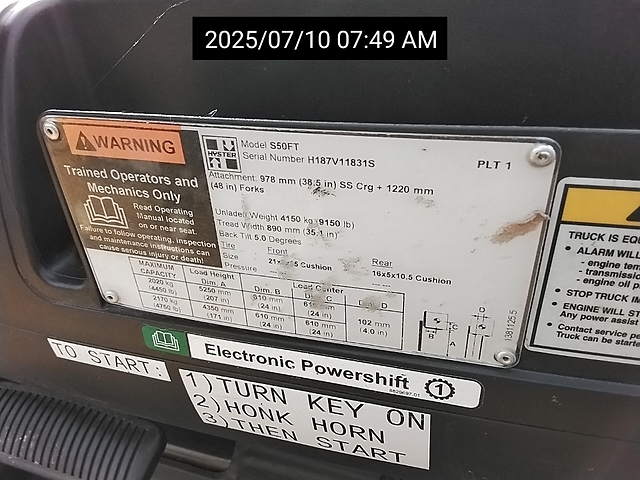 2025/07/10 07:49 AM
WARNING
Trained Operators and
Mechanics Only
Read Operating
Manual located
on or near seat.
Failure to follow operating, inspection
and maintenance instructions can
cause serious injury or death!
HYSTER
Model S50FT
Serial Number H187V11831S
PLT 1
Attachment: 978 mm (38.5 in) SS Crg + 1220 mm
(48 in) Forks
Unladen Weight 4150 kg 9150 lb)
Tread Width 890 mm (35.1 in)
Back Tilt 5.0 Degrees
Tire Front Rear
Size Cushion 16x5x10.5 Cushion
Pressure
MAXIMUM
CAPACITY
Load Height
Dim. A
Dim. B
Load Center
Dim. C
D
2020 kg
(4450 lb)
5250 mm
(207 in)
610 mm
(24 in)
(24 in)
2170 kg
(4750 lb)
4350 mm
(171 in)
610 mm
(24 in)
610 mm
(24 in)
102 mm
(4.0 in)
D
C
B
A
Electronic Powershift
1
TO START:
1)TURN KEY ON
2)HONK HORN
3)THEN START
TRUCK IS EQ
• ALARM WILL
- engine tem
- transmissio
- engine oil p
• STOP TRUCK
• ENGINE WILL ST
Any power assis
• Contact service pe
Truck can be starte